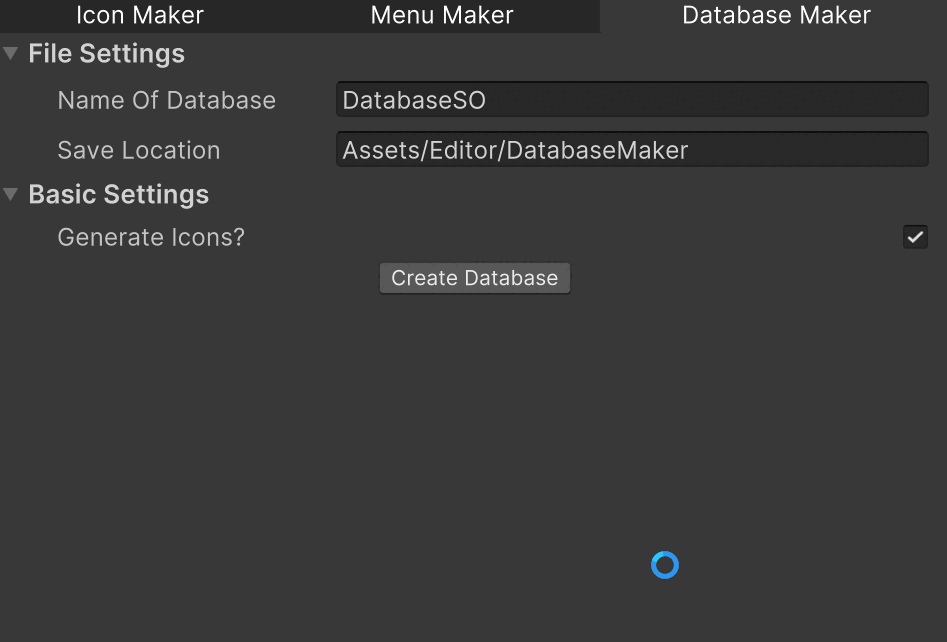 Icon Maker Menu Maker Database Maker
File Settings
Name Of Database DatabaseSO
Save Location Assets/Editor/DatabaseMaker
Basic Settings
Generate Icons?
Create Database